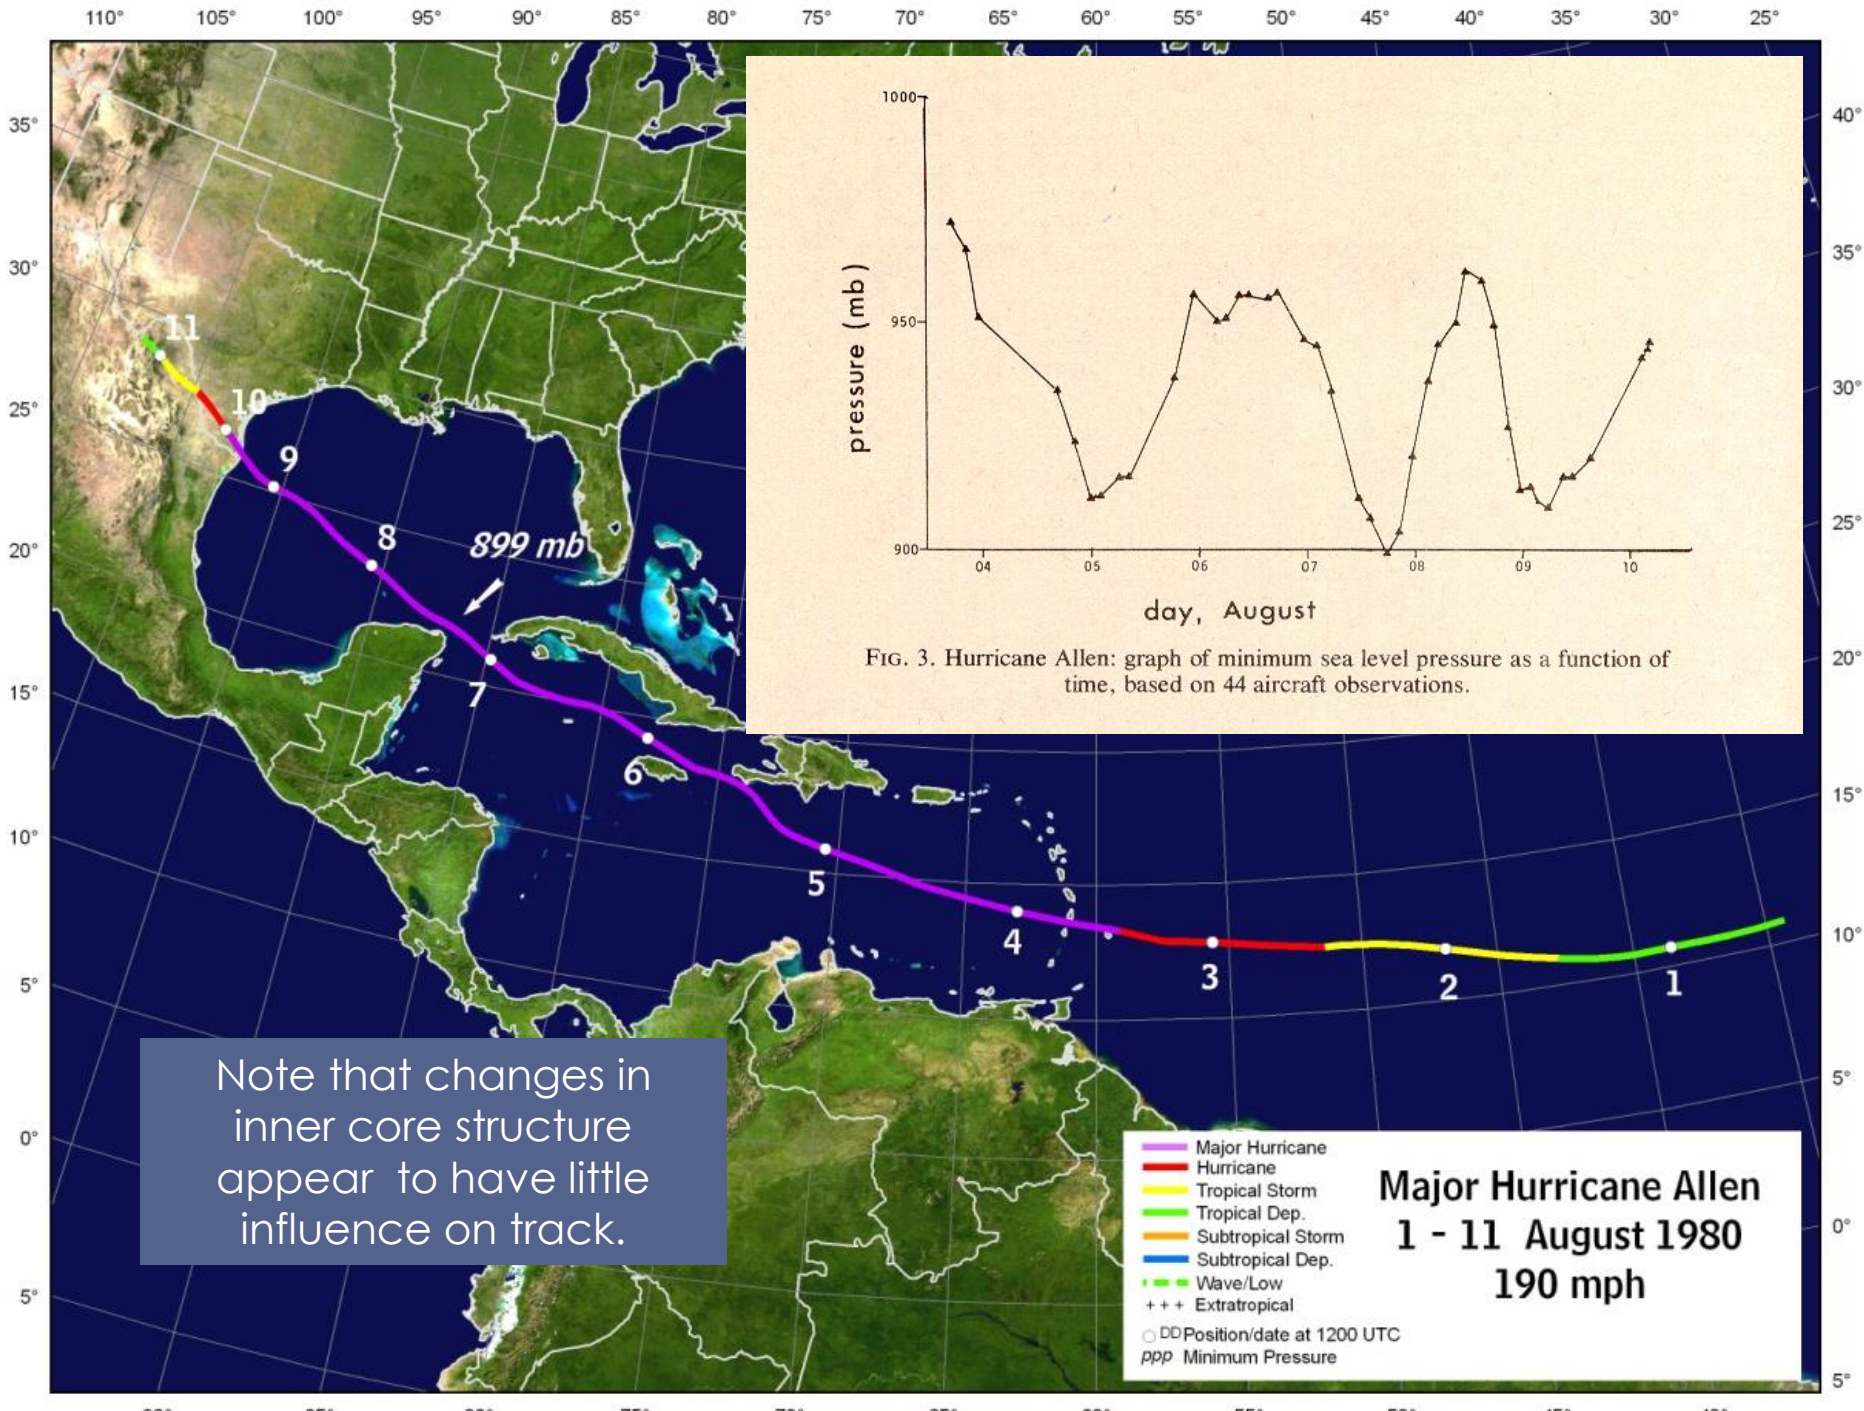 110° 105° 100° 95° 90° 85° 80° 75° 70° 65° 60° 55° 50° 45° 40° 35° 30° 25°
35°
30°
25°
20°
15°
10°
5°
0°
5°
40°
35°
30°
25°
20°
15°
10°
5°
0°
5°
1000
950
900
pressure (mb)
04 05 06 07 08 09 10
day, August
FIG. 3. Hurricane Allen: graph of minimum sea level pressure as a function of
time, based on 44 aircraft observations.
11
10
9
8
899 mb
7
6
5
4
3
2
1
Note that changes in
inner core structure
appear to have little
influence on track.
Major Hurricane
Hurricane
Tropical Storm
Tropical Dep.
Subtropical Storm
Subtropical Dep.
Wave/Low
+++ Extratropical
DD Position/date at 1200 UTC
ppp Minimum Pressure
Major Hurricane Allen
1 - 11 August 1980
190 mph